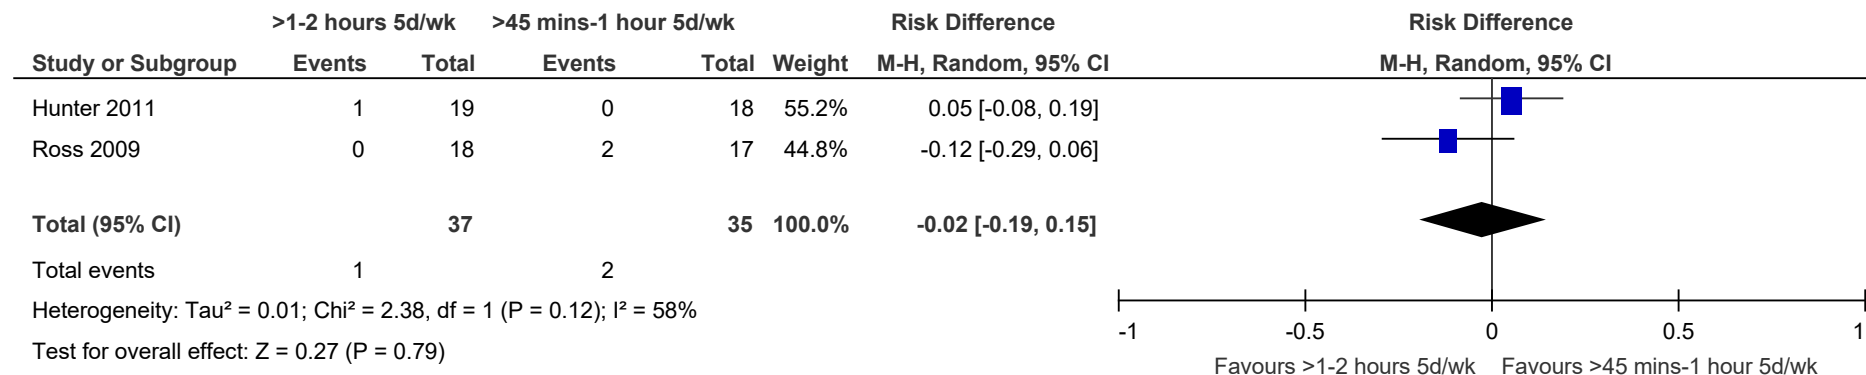 >1-2 hours 5d/wk >45 mins-1 hour 5d/wk Risk Difference Risk Difference
Study or Subgroup Events Total Events Total Weight M-H, Random, 95% CI M-H, Random, 95% CI
Hunter 2011 1 19 0 18 55.2% 0.05 [-0.08, 0.19]
Ross 2009 0 18 2 17 44.8% -0.12 [-0.29, 0.06]
Total (95% CI) 37 35 100.0% -0.02 [-0.19, 0.15]
Total events 1 2
Heterogeneity: Tau² = 0.01; Chi² = 2.38, df = 1 (P = 0.12); I² = 58%
Test for overall effect: Z = 0.27 (P = 0.79)
-1 -0.5 0 0.5 1
Favours >1-2 hours 5d/wk Favours >45 mins-1 hour 5d/wk